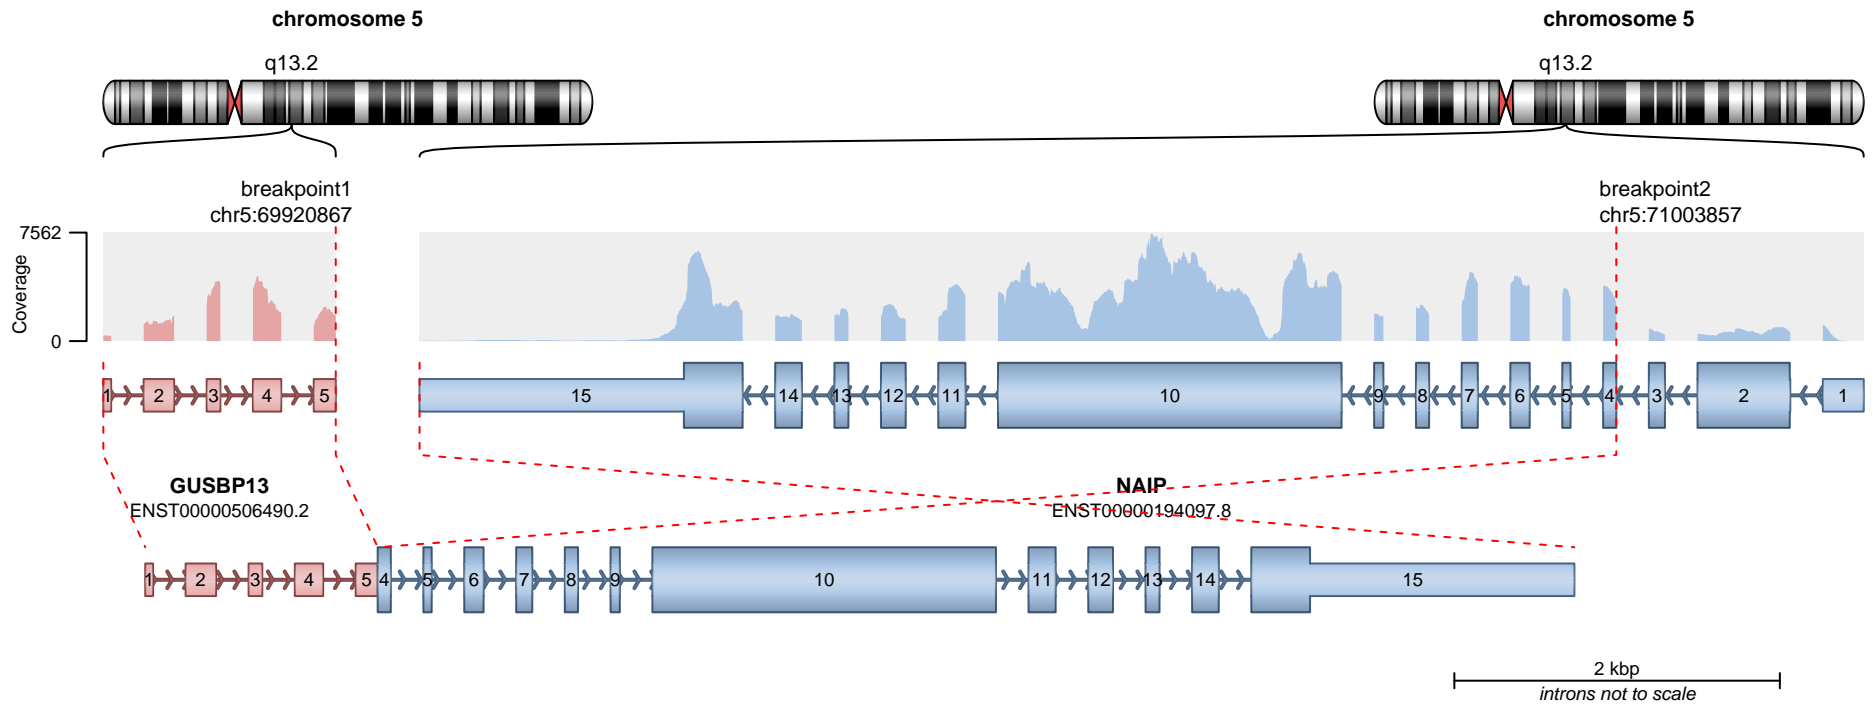 chromosome 5
chromosome 5
q13.2
q13.2
breakpoint1
chr5:69920867
breakpoint2
chr5:71003857
7562
Coverage
0
1 2 3 4 5
15 14 13 12 11 10 9 8 7 6 5 4 3 2 1
GUSBP13
ENST00000506490.2
NAIP
ENST00000194097.8
1 2 3 4 5 4 5 6 7 8 9 10 11 12 13 14 15
2 kbp
introns not to scale